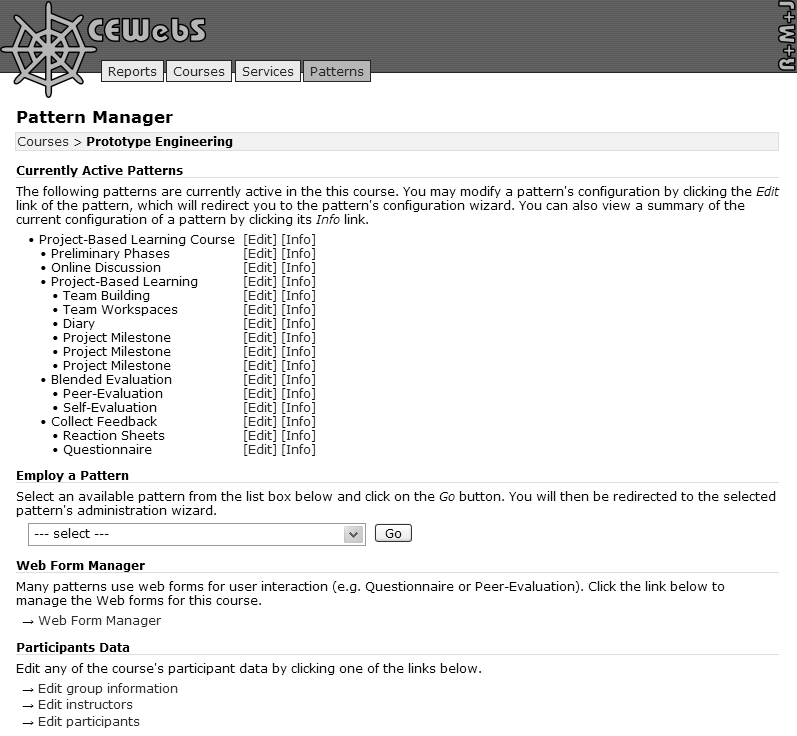 CEWebS
J+W+Y
Reports Courses Services Patterns
Pattern Manager
Courses > Prototype Engineering
Currently Active Patterns
The following patterns are currently active in the this course. You may modify a pattern's configuration by clicking the Edit
link of the pattern, which will redirect you to the pattern's configuration wizard. You can also view a summary of the
current configuration of a pattern by clicking its Info link.
• Project-Based Learning Course [Edit] [Info]
• Preliminary Phases [Edit] [Info]
• Online Discussion [Edit] [Info]
• Project-Based Learning [Edit] [Info]
• Team Building [Edit] [Info]
• Team Workspaces [Edit] [Info]
• Diary [Edit] [Info]
• Project Milestone [Edit] [Info]
• Project Milestone [Edit] [Info]
• Project Milestone [Edit] [Info]
• Blended Evaluation [Edit] [Info]
• Peer-Evaluation [Edit] [Info]
• Self-Evaluation [Edit] [Info]
• Collect Feedback [Edit] [Info]
• Reaction Sheets [Edit] [Info]
• Questionnaire [Edit] [Info]
Employ a Pattern
Select an available pattern from the list box below and click on the Go button. You will then be redirected to the selected
pattern's administration wizard.
--- select --- Go
Web Form Manager
Many patterns use web forms for user interaction (e.g. Questionnaire or Peer-Evaluation). Click the link below to
manage the Web forms for this course.
→ Web Form Manager
Participants Data
Edit any of the course's participant data by clicking one of the links below.
→ Edit group information
→ Edit instructors
→ Edit participants